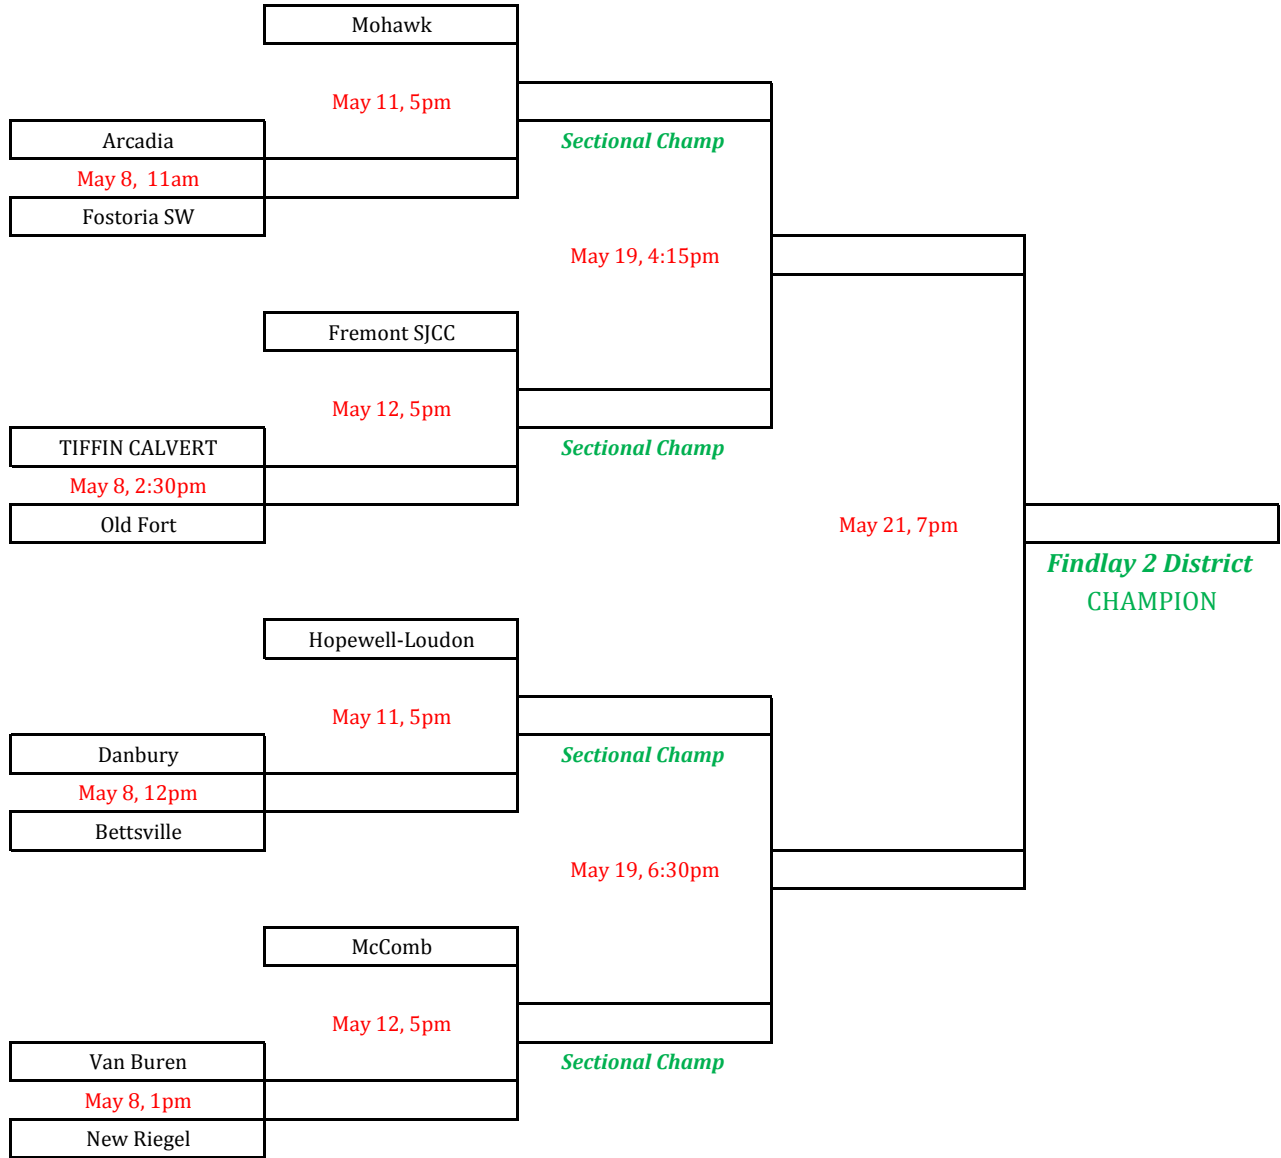 Mohawk
May 11, 5pm
Arcadia
Sectional Champ
May 8, 11am
Fostoria SW
May 19, 4:15pm
Fremont SJCC
May 12, 5pm
TIFFIN CALVERT
Sectional Champ
May 8, 2:30pm
Old Fort
May 21, 7pm
Findlay 2 District
CHAMPION
Hopewell-Loudon
May 11, 5pm
Danbury
Sectional Champ
May 8, 12pm
Bettsville
May 19, 6:30pm
McComb
May 12, 5pm
Van Buren
Sectional Champ
May 8, 1pm
New Riegel